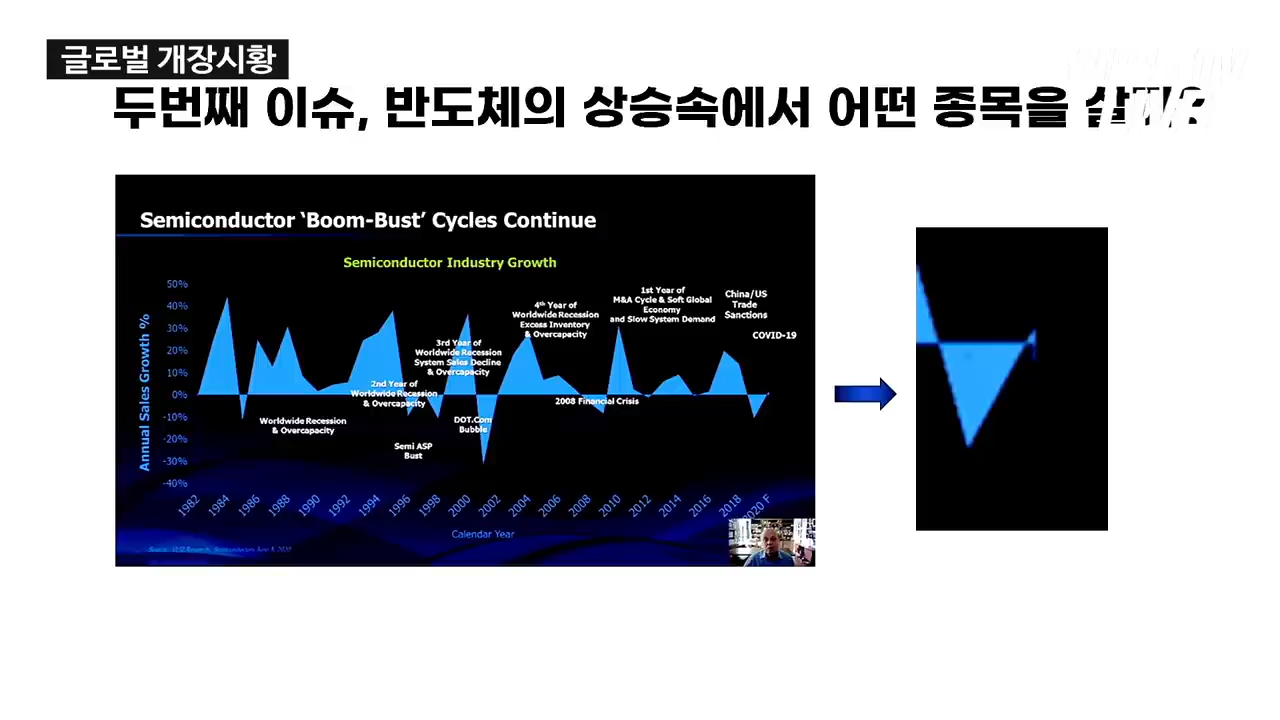 글로벌 개장시황
두번째 이슈, 반도체의 상승속에서 어떤 종목을
Semiconductor ‘Boom-Bust’ Cycles Continue
Semiconductor Industry Growth
Annual Sales Growth %
50%
40%
30%
20%
10%
0%
-10%
-20%
-30%
-40%
Worldwide Recession
& Overcapacity
2nd Year of
Worldwide Recession
& Overcapacity
Semi ASP
Bust
3rd Year of
Worldwide Recession
System Sales Decline
& Overcapacity
DOT.Com
Bubble
4th Year of
Worldwide Recession
Excess Inventory
& Overcapacity
2008 Financial Crisis
1st Year of
M&A Cycle & Soft Global
Economy
and Slow System Demand
China/US
Trade
Sanctions
COVID-19
1982
1984
1986
1988
1990
1992
1994
1996
1998
2000
2002
2004
2006
2008
2010
2012
2014
2016
2018
2020 F
Calendar Year